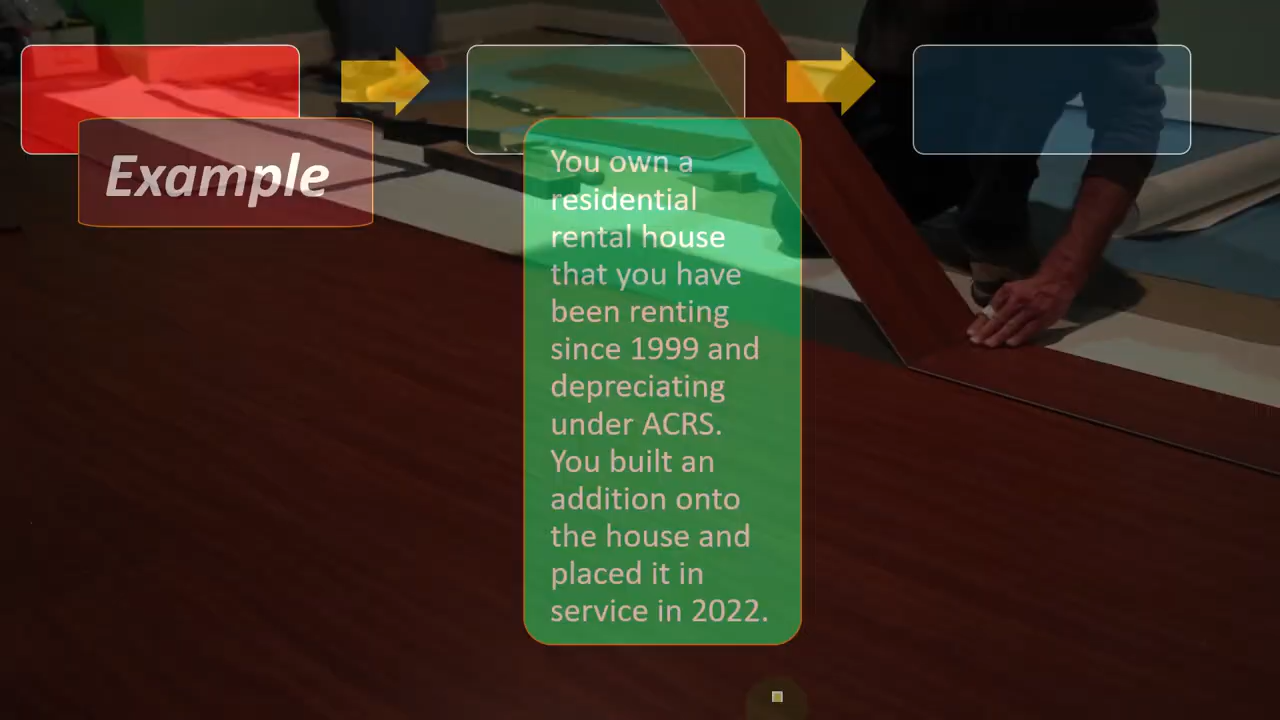 Example
You own a
residential
rental house
that you have
been renting
since 1999 and
depreciating
under ACRS.
You built an
addition onto
the house and
placed it in
service in 2022.